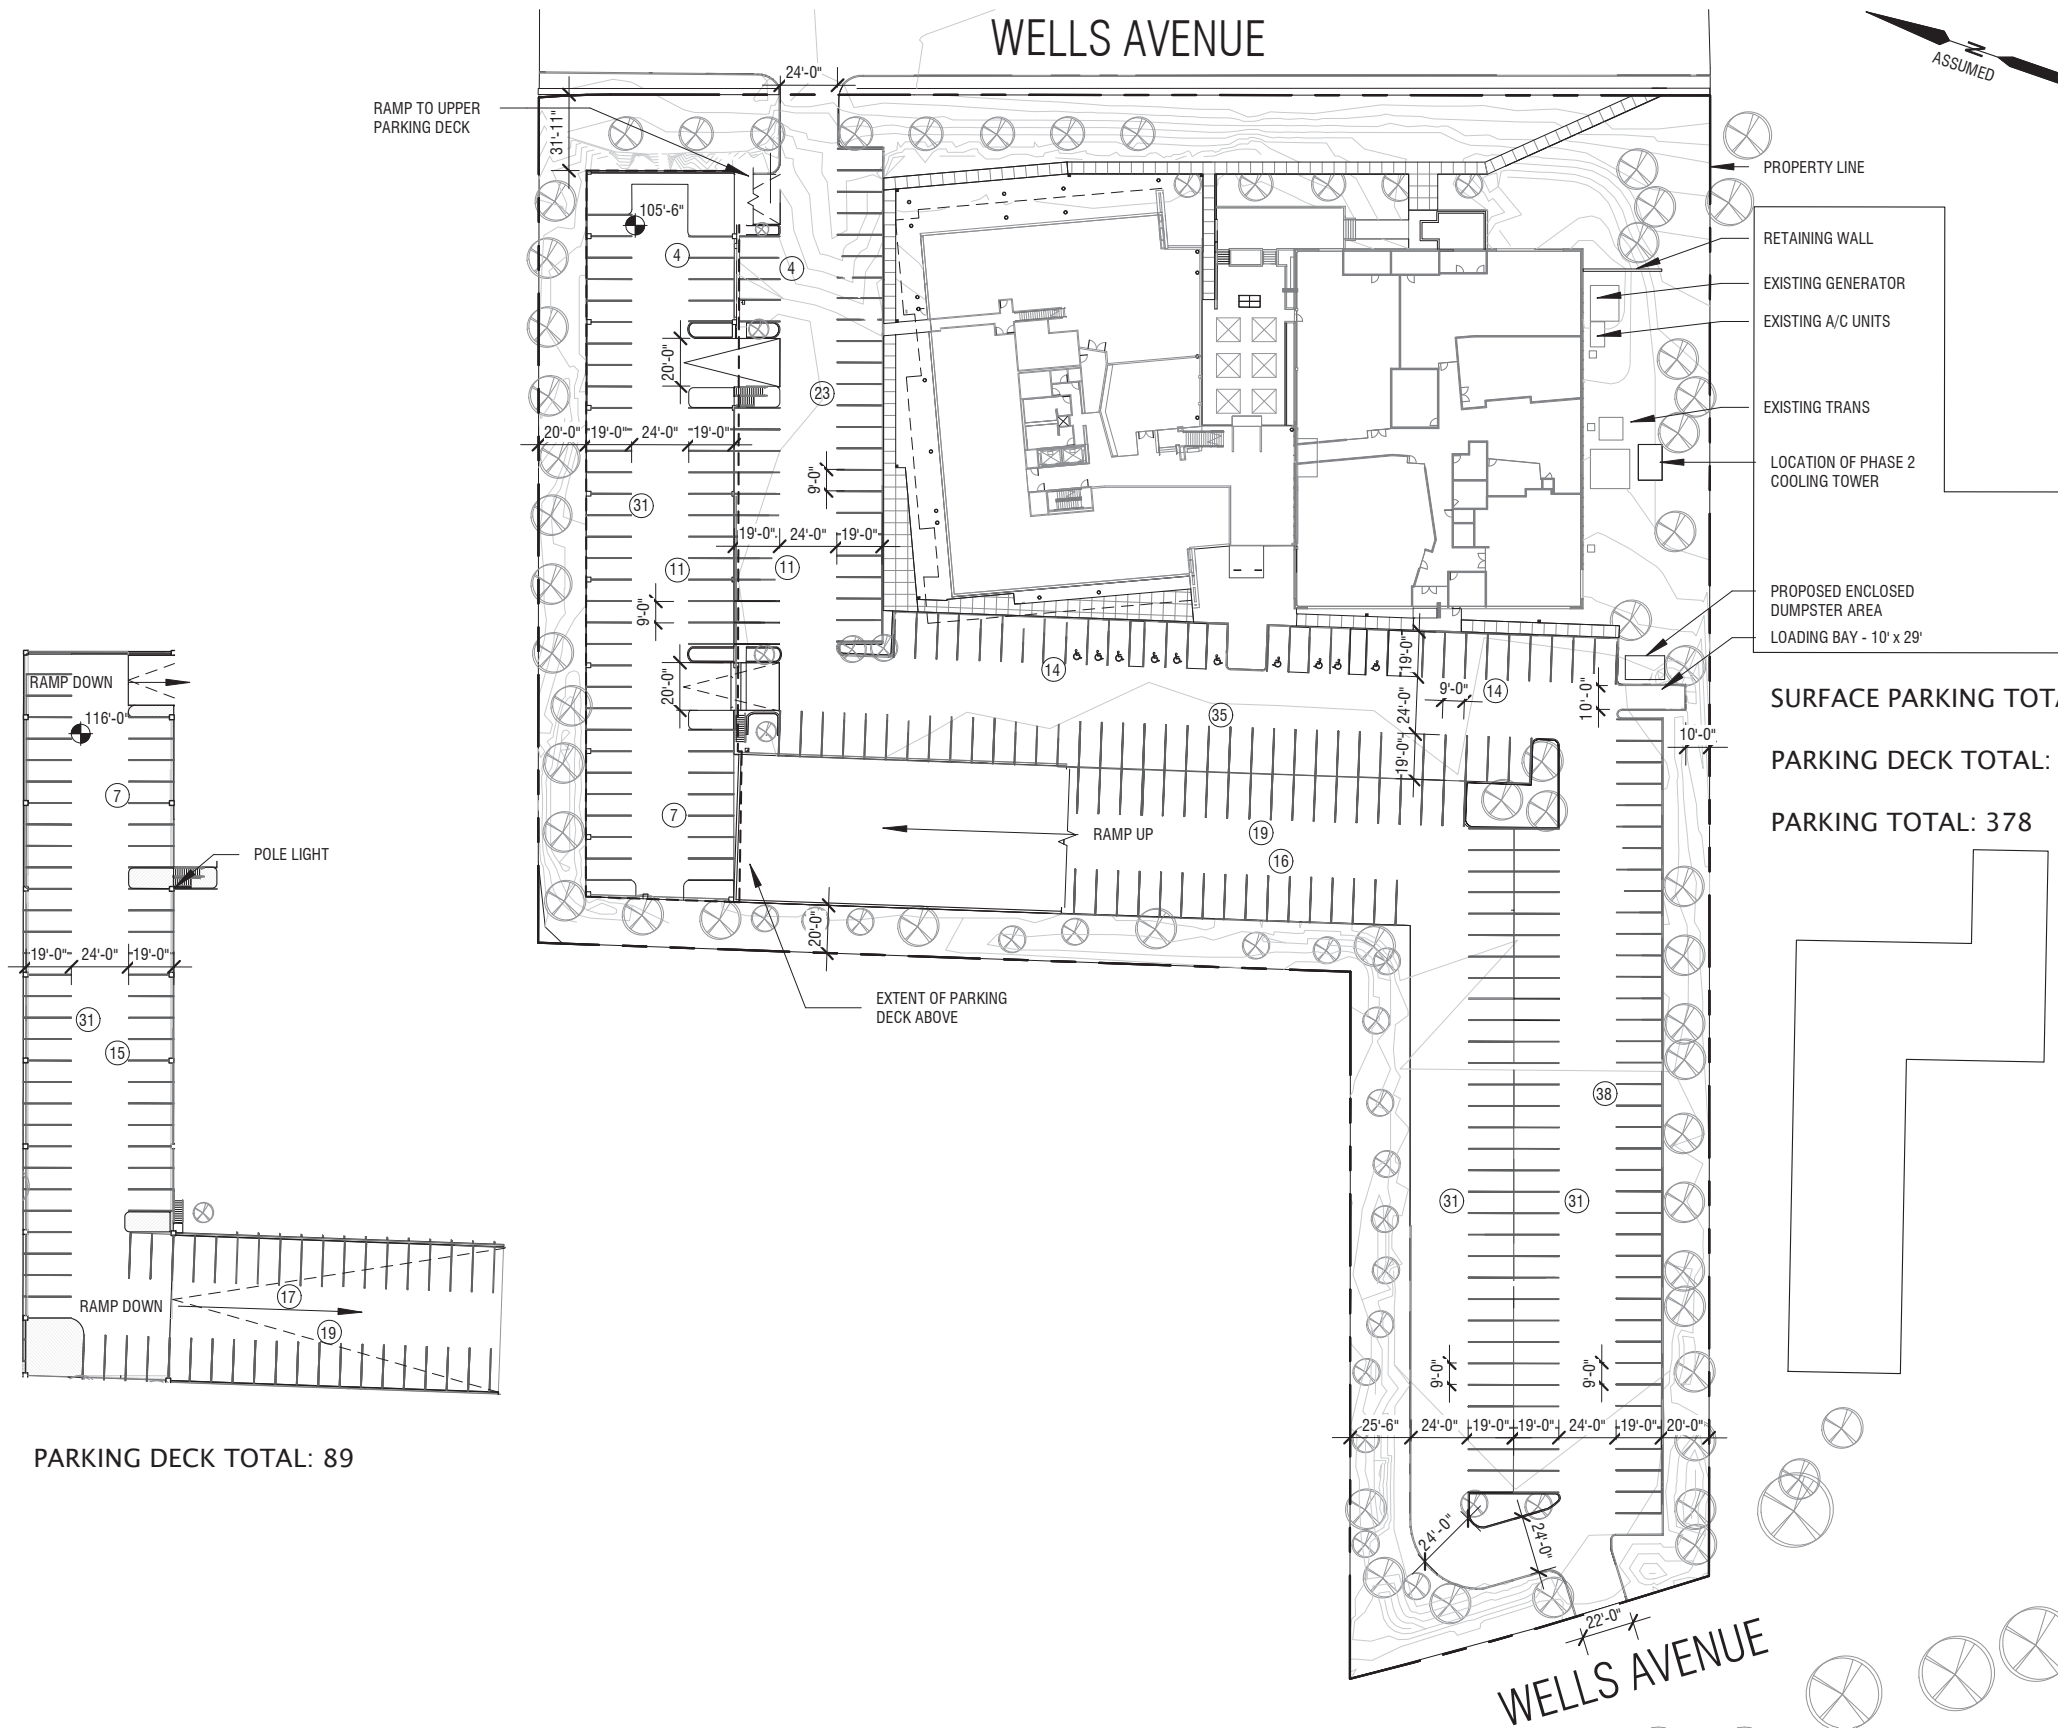 WELLS AVENUE
N
ASSUMED
24'-0"
RAMP TO UPPER
PARKING DECK
31'-11"
PROPERTY LINE
105'-6"
4
4
RETAINING WALL
EXISTING GENERATOR
EXISTING A/C UNITS
20'-0"
23
EXISTING TRANS
20'-0"
19'-0"
24'-0"
19'-0"
LOCATION OF PHASE 2
COOLING TOWER
9'-0"
31
19'-0"
24'-0"
19'-0"
11
11
9'-0"
PROPOSED ENCLOSED
DUMPSTER AREA
LOADING BAY - 10' x 29'
RAMP DOWN
116'-0"
20'-0"
14
19'-0"
9'-0"
14
10'-0"
24'-0"
35
10'-0"
19'-0"
SURFACE PARKING TOTA
PARKING DECK TOTAL:
PARKING TOTAL: 378
7
7
RAMP UP
19
16
POLE LIGHT
20'-0"
19'-0"
24'-0"
19'-0"
EXTENT OF PARKING
DECK ABOVE
31
15
38
31
31
17
RAMP DOWN
19
9'-0"
9'-0"
25'-6"
24'-0"
19'-0"
19'-0"
24'-0"
19'-0"
20'-0"
PARKING DECK TOTAL: 89
24'-0"
24'-0"
22'-0"
WELLS AVENUE